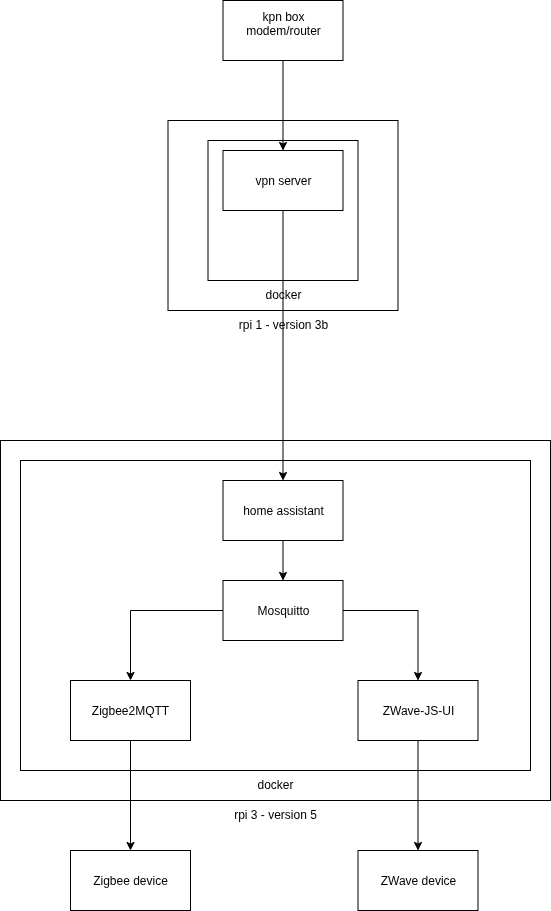 kpn box
modem/router
vpn server
docker
rpi 1 - version 3b
home assistant
Mosquitto
Zigbee2MQTT
ZWave-JS-UI
docker
rpi 3 - version 5
Zigbee device
ZWave device